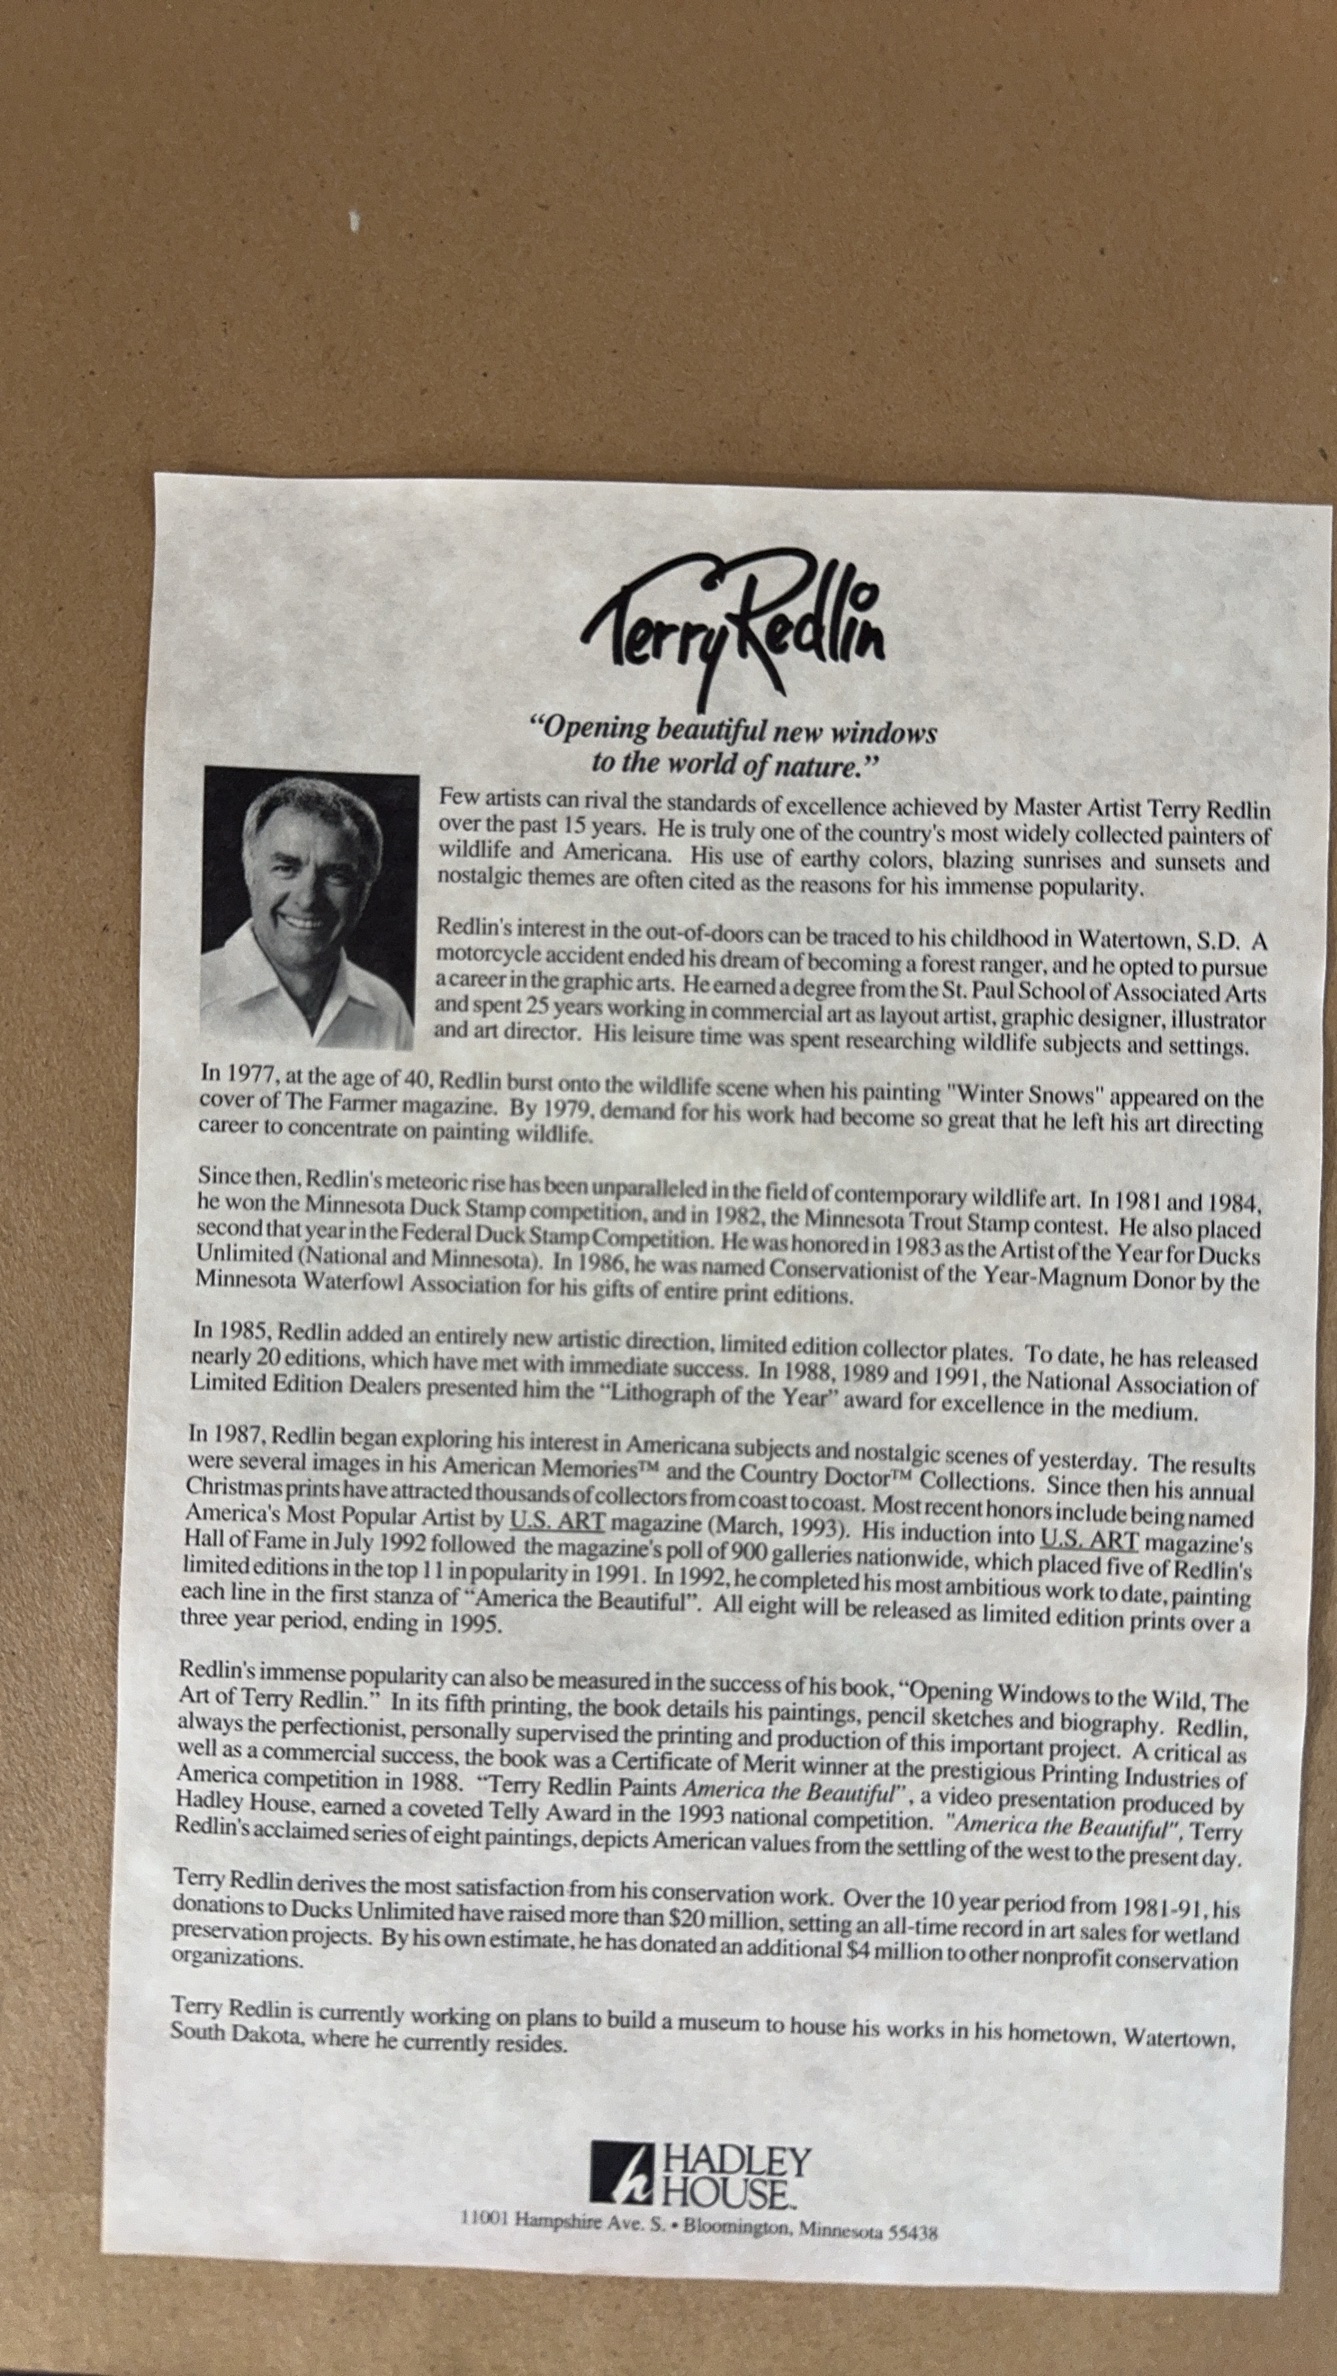 Terry Redlin
“Opening beautiful new windows
to the world of nature.”
Few artists can rival the standards of excellence achieved by Master Artist Terry Redlin
over the past 15 years. He is truly one of the country's most widely collected painters of
wildlife and Americana. His use of earthy colors, blazing sunrises and sunsets and
nostalgic themes are often cited as the reasons for his immense popularity.
Redlin's interest in the out-of-doors can be traced to his childhood in Watertown, S.D. A
motorcycle accident ended his dream of becoming a forest ranger, and he opted to pursue
a career in the graphic arts. He earned a degree from the St. Paul School of Associated Arts
and spent 25 years working in commercial art as layout artist, graphic designer, illustrator
and art director. His leisure time was spent researching wildlife subjects and settings.
In 1977, at the age of 40, Redlin burst onto the wildlife scene when his painting "Winter Snows" appeared on the
cover of The Farmer magazine. By 1979, demand for his work had become so great that he left his art directing
career to concentrate on painting wildlife.
Since then, Redlin's meteoric rise has been unparalleled in the field of contemporary wildlife art. In 1981 and 1984,
he won the Minnesota Duck Stamp competition, and in 1982, the Minnesota Trout Stamp contest. He also placed
second that year in the Federal Duck Stamp Competition. He was honored in 1983 as the Artist of the Year for Ducks
Unlimited (National and Minnesota). In 1986, he was named Conservationist of the Year-Magnum Donor by the
Minnesota Waterfowl Association for his gifts of entire print editions.
In 1985, Redlin added an entirely new artistic direction, limited edition collector plates. To date, he has released
nearly 20 editions, which have met with immediate success. In 1988, 1989 and 1991, the National Association of
Limited Edition Dealers presented him the “Lithograph of the Year” award for excellence in the medium.
In 1987, Redlin began exploring his interest in Americana subjects and nostalgic scenes of yesterday. The results
were several images in his American Memories™ and the Country Doctor™ Collections. Since then his annual
Christmas prints have attracted thousands of collectors from coast to coast. Most recent honors include being named
America's Most Popular Artist by U.S. ART magazine (March, 1993). His induction into U.S. ART magazine's
Hall of Fame in July 1992 followed the magazine's poll of 900 galleries nationwide, which placed five of Redlin's
limited editions in the top 11 in popularity in 1991. In 1992, he completed his most ambitious work to date, painting
each line in the first stanza of “America the Beautiful”. All eight will be released as limited edition prints over a
three year period, ending in 1995.
Redlin's immense popularity can also be measured in the success of his book, “Opening Windows to the Wild, The
Art of Terry Redlin.” In its fifth printing, the book details his paintings, pencil sketches and biography. Redlin,
always the perfectionist, personally supervised the printing and production of this important project. A critical as
well as a commercial success, the book was a Certificate of Merit winner at the prestigious Printing Industries of
America competition in 1988. “Terry Redlin Paints America the Beautiful”, a video presentation produced by
Hadley House, earned a coveted Telly Award in the 1993 national competition. "America the Beautiful", Terry
Redlin's acclaimed series of eight paintings, depicts American values from the settling of the west to the present day.
Terry Redlin derives the most satisfaction from his conservation work. Over the 10 year period from 1981-91, his
donations to Ducks Unlimited have raised more than $20 million, setting an all-time record in art sales for wetland
preservation projects. By his own estimate, he has donated an additional $4 million to other nonprofit conservation
organizations.
Terry Redlin is currently working on plans to build a museum to house his works in his hometown, Watertown,
South Dakota, where he currently resides.
h HADLEY
HOUSE™
11001 Hampshire Ave. S. • Bloomington, Minnesota 55438